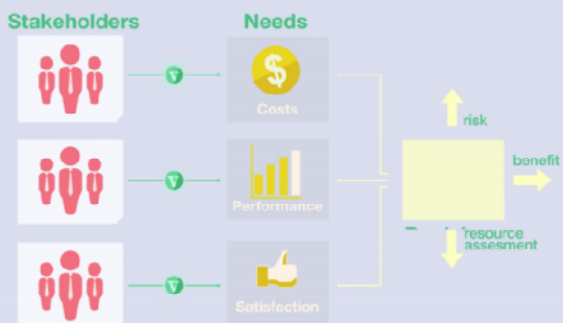 Stakeholders
Needs
V
$
Costs
risk
benefit
V
Performance
resource
assesment
V
Satisfaction